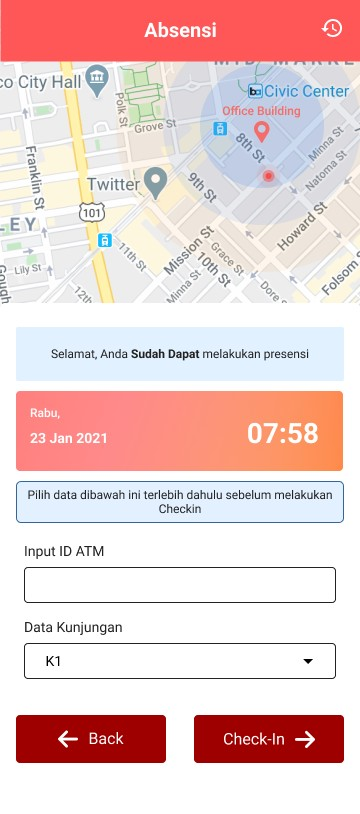 Absensi
MID-MARKE
co City Hall
Civic Center
Office Building
Polk St
Grove St
8th St
Minna St
Natoma St
Franklin St
Twitter
9th St
101
LEY
Howard St
Mission St
Grace St
Dore St
Folsom S
Lily St
10th St
11th St
Minna St
12th
Gough
Selamat, Anda Sudah Dapat melakukan presensi
Rabu,
23 Jan 2021
07:58
Pilih data dibawah ini terlebih dahulu sebelum melakukan
Checkin
Input ID ATM
Data Kunjungan
K1
Back
Check-In